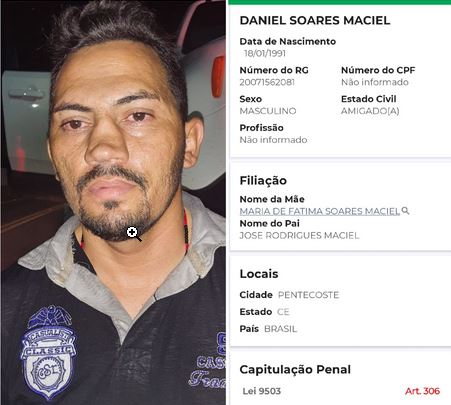 DANIEL SOARES MACIEL
Data de Nascimento
18/01/1991
Número do RG Número do CPF
20071562081 Não informado
Sexo Estado Civil
MASCULINO AMIGADO(A)
Profissão
Não informado
Filiação
Nome da Mãe
MARIA DE FATIMA SOARES MACIEL
Nome do Pai
JOSE RODRIGUES MACIEL
Locais
Cidade PENTECOSTE
Estado CE
País BRASIL
Capitulação Penal
Lei 9503 Art. 306
CLASSIC